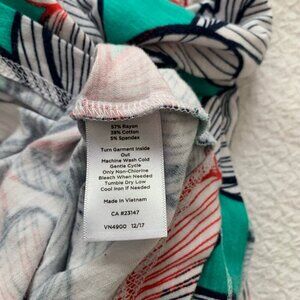 57% Rayon
38% Cotton
5% Spandex
Turn Garment Inside
Out
Machine Wash Cold
Gentle Cycle
Only Non-Chlorine
Bleach When Needed
Tumble Dry Low
Cool Iron If Needed
Made in Vietnam
CA #23147
VN4900 12/17